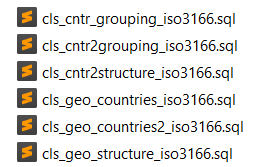 cls_cntr_grouping_iso3166.sql
cls_cntr2grouping_iso3166.sql
cls_cntr2structure_iso3166.sql
cls_geo_countries_iso3166.sql
cls_geo_countries2_iso3166.sql
cls_geo_structure_iso3166.sql